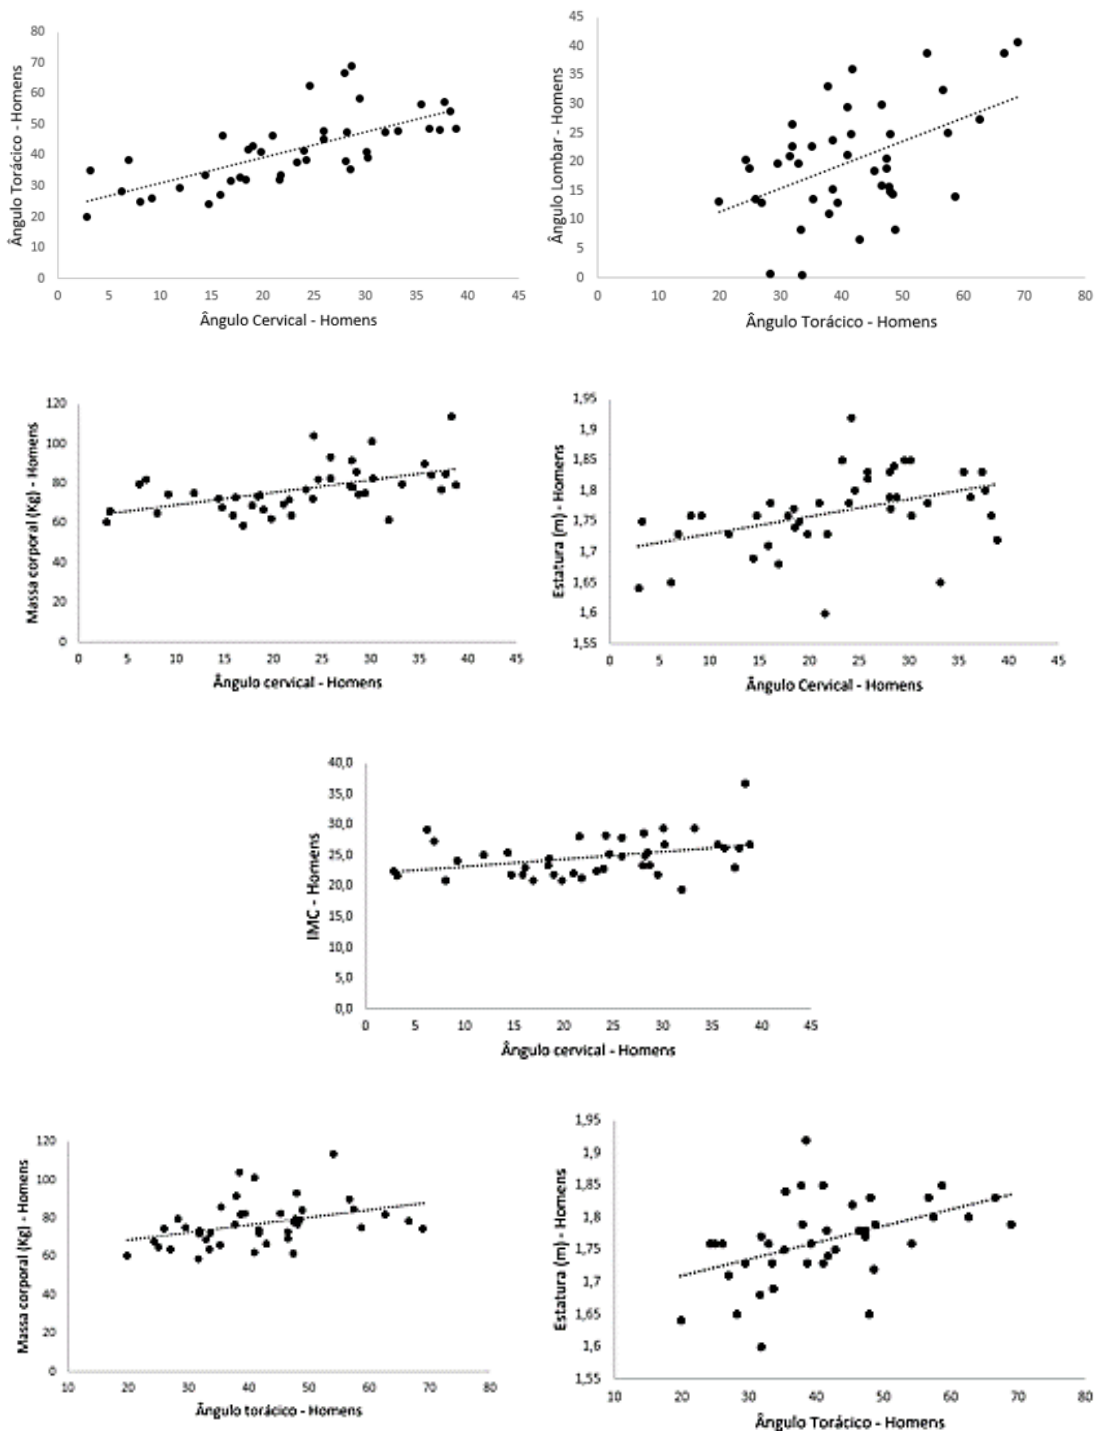 80
70
60
50
40
30
20
10
0
Ângulo Torácico - Homens
0 5 10 15 20 25 30 35 40 45
Ângulo Cervical - Homens
45
40
35
30
25
20
15
10
5
0
Ângulo Lombar - Homens
0 10 20 30 40 50 60 70 80
Ângulo Torácico - Homens
120
100
80
60
40
20
0
Massa corporal (Kg) - Homens
0 5 10 15 20 25 30 35 40 45
Ângulo cervical - Homens
1,95
1,9
1,85
1,8
1,75
1,7
1,65
1,6
1,55
Estatura (m) - Homens
0 5 10 15 20 25 30 35 40 45
Ângulo Cervical - Homens
40,0
35,0
30,0
25,0
20,0
15,0
10,0
5,0
0,0
IMC - Homens
0 5 10 15 20 25 30 35 40 45
Ângulo cervical - Homens
120
100
80
60
40
20
0
Massa corporal (Kg) - Homens
10 20 30 40 50 60 70 80
Ângulo torácico - Homens
1,95
1,9
1,85
1,8
1,75
1,7
1,65
1,6
1,55
Estatura (m) - Homens
10 20 30 40 50 60 70 80
Ângulo Torácico - Homens